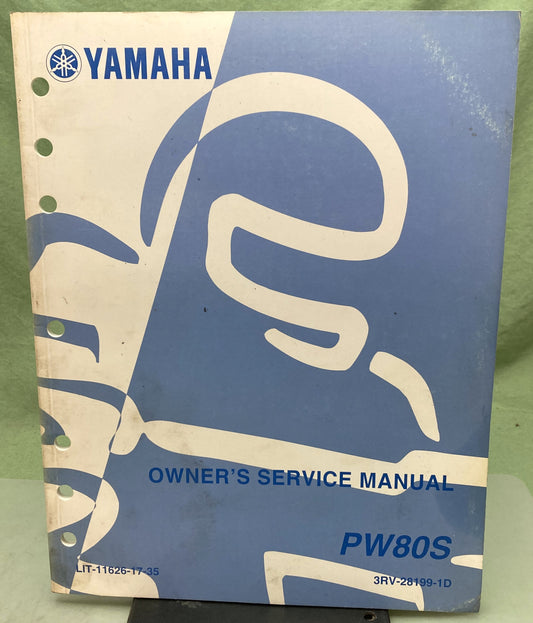 YAMAHA
OWNER'S SERVICE MANUAL
PW80S
LIT-11626-17-35
3RV-28199-1D